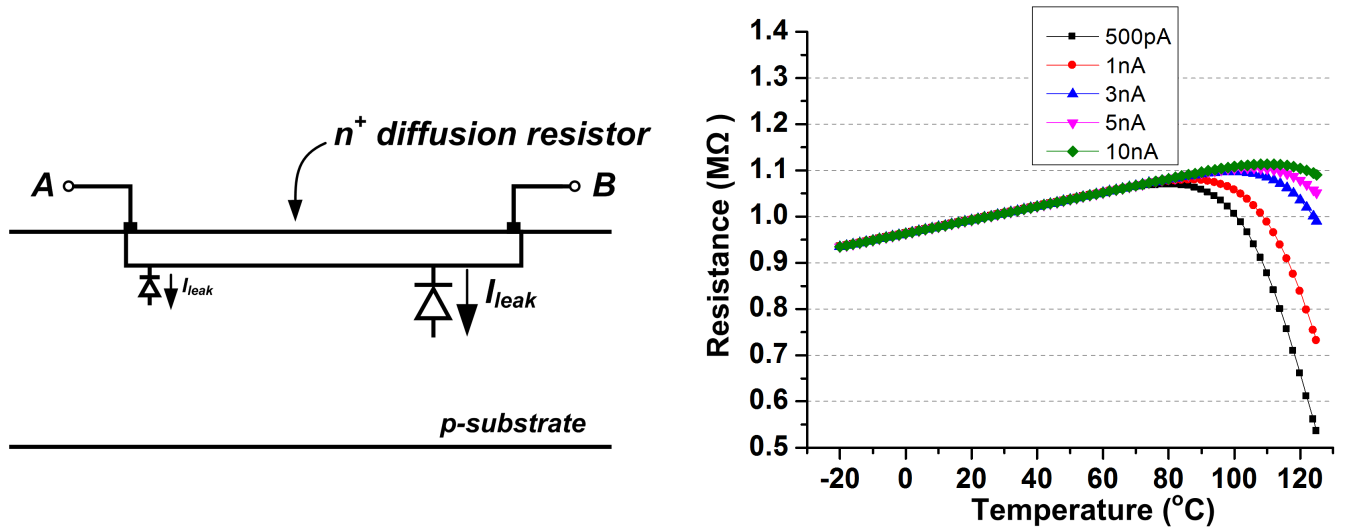 n+ diffusion resistor
A
B
Ileak
Ileak
p-substrate
500pA
1nA
3nA
5nA
10nA
Resistance (MΩ)
1.4
1.3
1.2
1.1
1.0
0.9
0.8
0.7
0.6
0.5
-20
0
20
40
60
80
100
120
Temperature (oC)